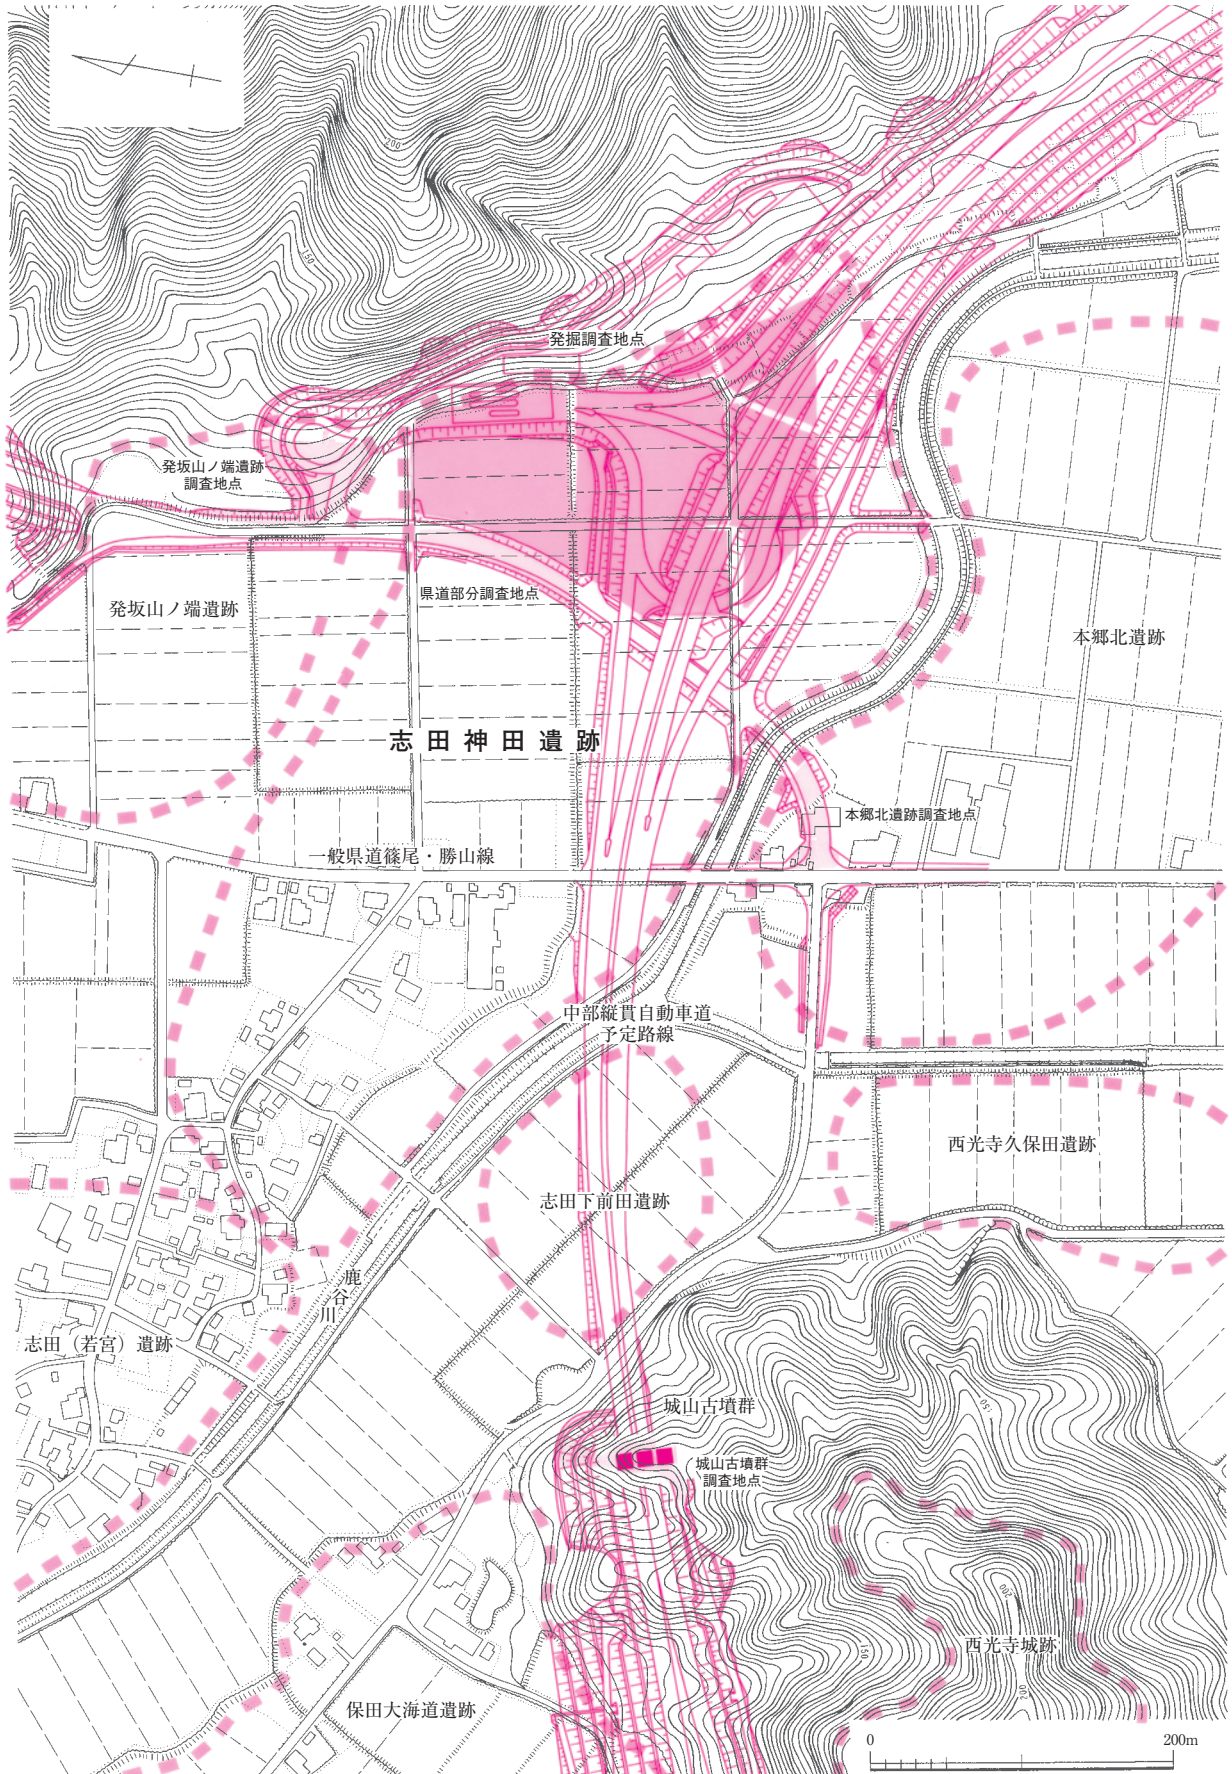 200
150
発掘調査地点
発坂山ノ端遺跡
調査地点
県道部分調査地点
発坂山ノ端遺跡
本郷北遺跡
志田神田遺跡
本郷北遺跡調査地点
一般県道篠尾・勝山線
中部縦貫自動車道
予定路線
西光寺久保田遺跡
志田下前田遺跡
鹿谷川
志田（若宮）遺跡
城山古墳群
150
城山古墳群
調査地点
200
150
西光寺城跡
200
保田大海道遺跡
0
200m